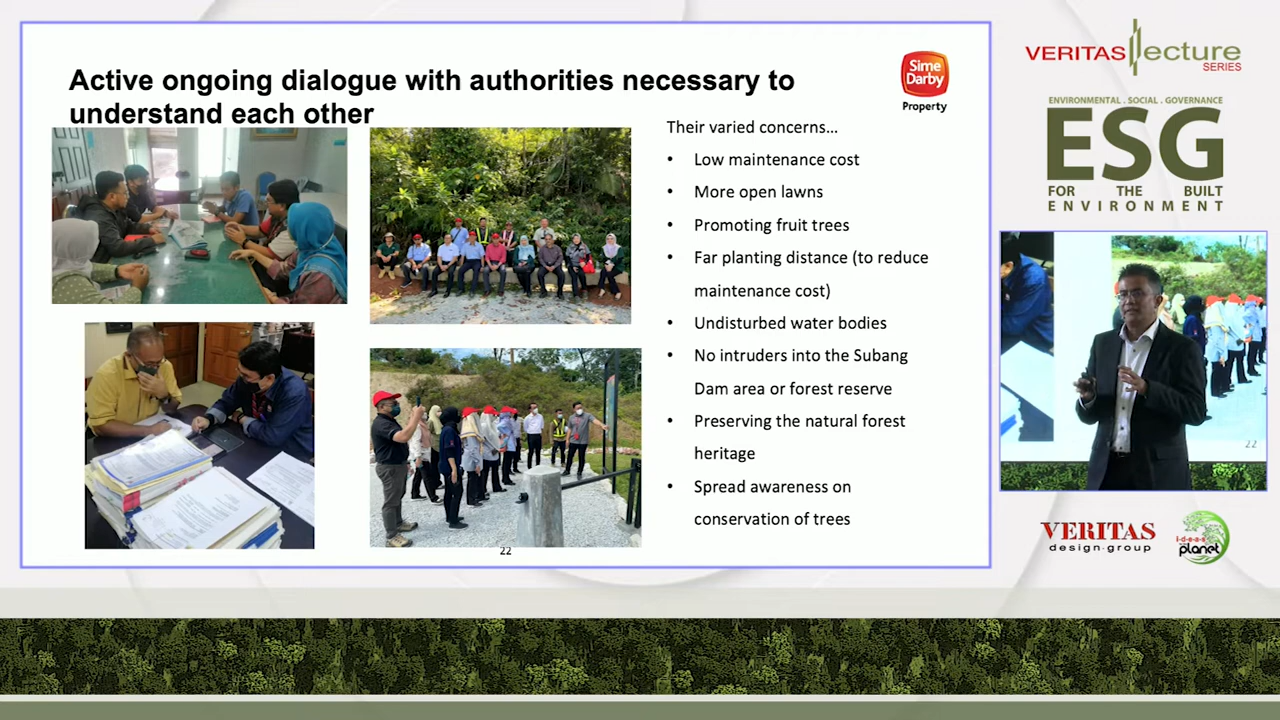 Active ongoing dialogue with authorities necessary to
understand each other
Sime
Darby
Property
Their varied concerns...
• Low maintenance cost
• More open lawns
• Promoting fruit trees
• Far planting distance (to reduce
maintenance cost)
• Undisturbed water bodies
• No intruders into the Subang
Dam area or forest reserve
• Preserving the natural forest
heritage
• Spread awareness on
conservation of trees
22
VERITAS lecture
SERIES
ENVIRONMENTAL . SOCIAL . GOVERNANCE
ESG
FOR THE BUILT
ENVIRONMENT
22
VERITAS
design·group
i·d·e·a·s
planet